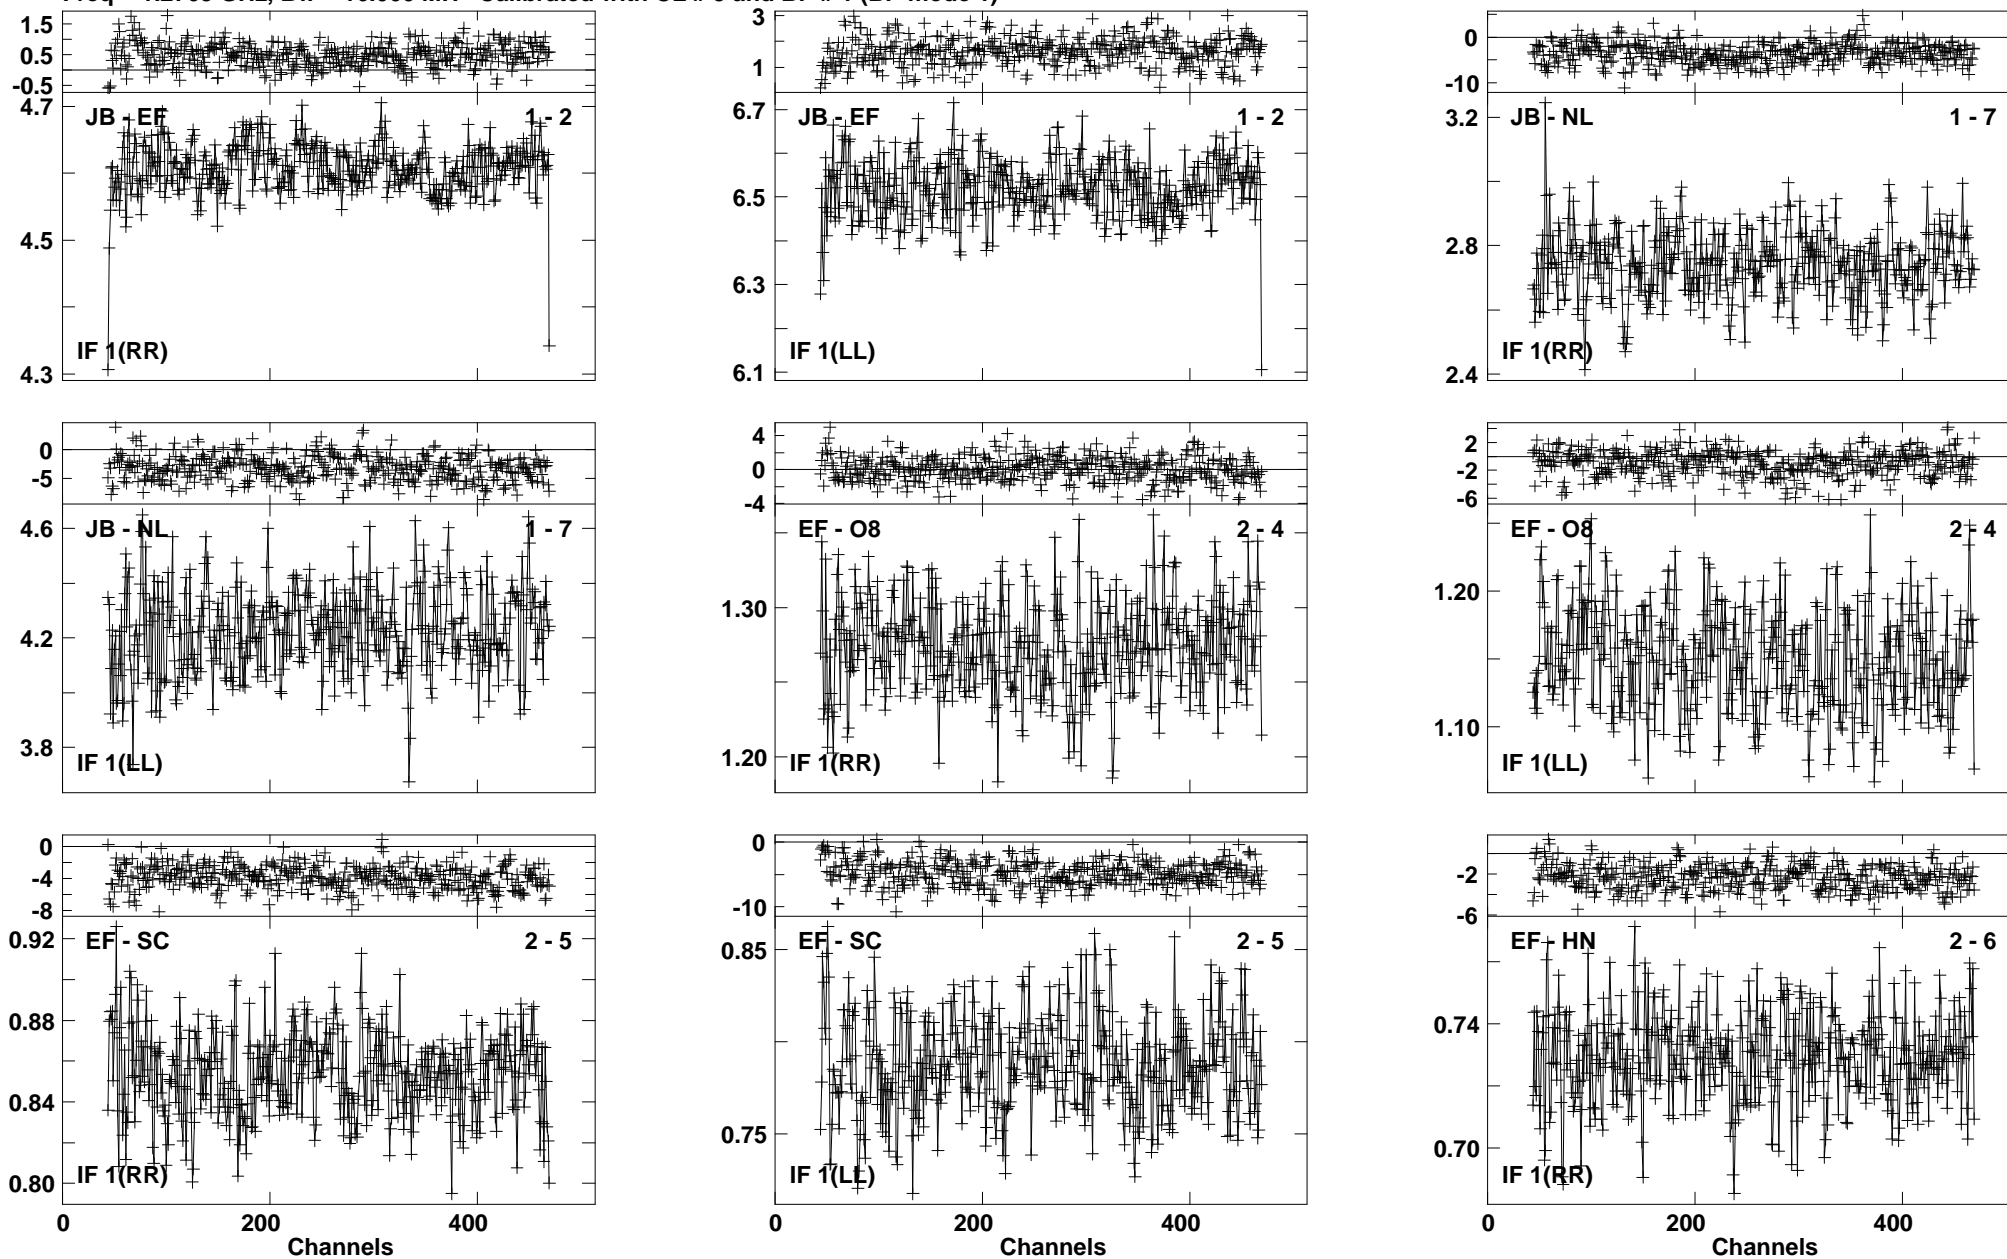 1.5
0.5
-0.5
4.7
4.5
4.3
JB - EF
1 - 2
IF 1(RR)
3
1
6.7
6.5
6.3
6.1
JB - EF
1 - 2
IF 1(LL)
0
-10
3.2
2.8
2.4
JB - NL
1 - 7
IF 1(RR)
0
-5
4.6
4.2
3.8
JB - NL
1 - 7
IF 1(LL)
4
0
-4
1.30
1.20
EF - O8
2 - 4
IF 1(RR)
2
-2
-6
1.20
1.10
EF - O8
2 - 4
IF 1(LL)
0
-4
-8
0.92
0.88
0.84
0.80
EF - SC
2 - 5
IF 1(RR)
0 200 400
Channels
0
-10
0.85
0.75
EF - SC
2 - 5
IF 1(LL)
0 200 400
Channels
-2
-6
0.74
0.70
EF - HN
2 - 6
IF 1(RR)
0 200 400
Channels